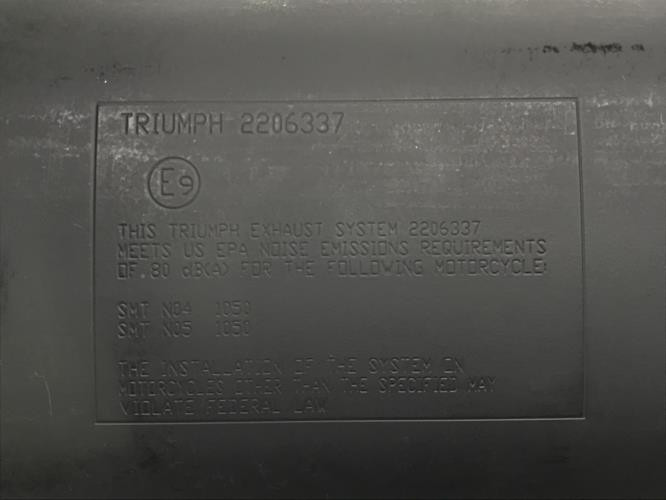 TRIUMPH 2206337
E9
THIS TRIUMPH EXHAUST SYSTEM 2206337
MEETS US EPA NOISE EMISSIONS REQUIREMENTS
OF 80 dB(A) FOR THE FOLLOWING MOTORCYCLE:
SMT N04 1050
SMT N05 1050
THE INSTALLATION OF THE SYSTEM ON
MOTORCYCLES OTHER THAN THE SPECIFIED MAY
VIOLATE FEDERAL LAW